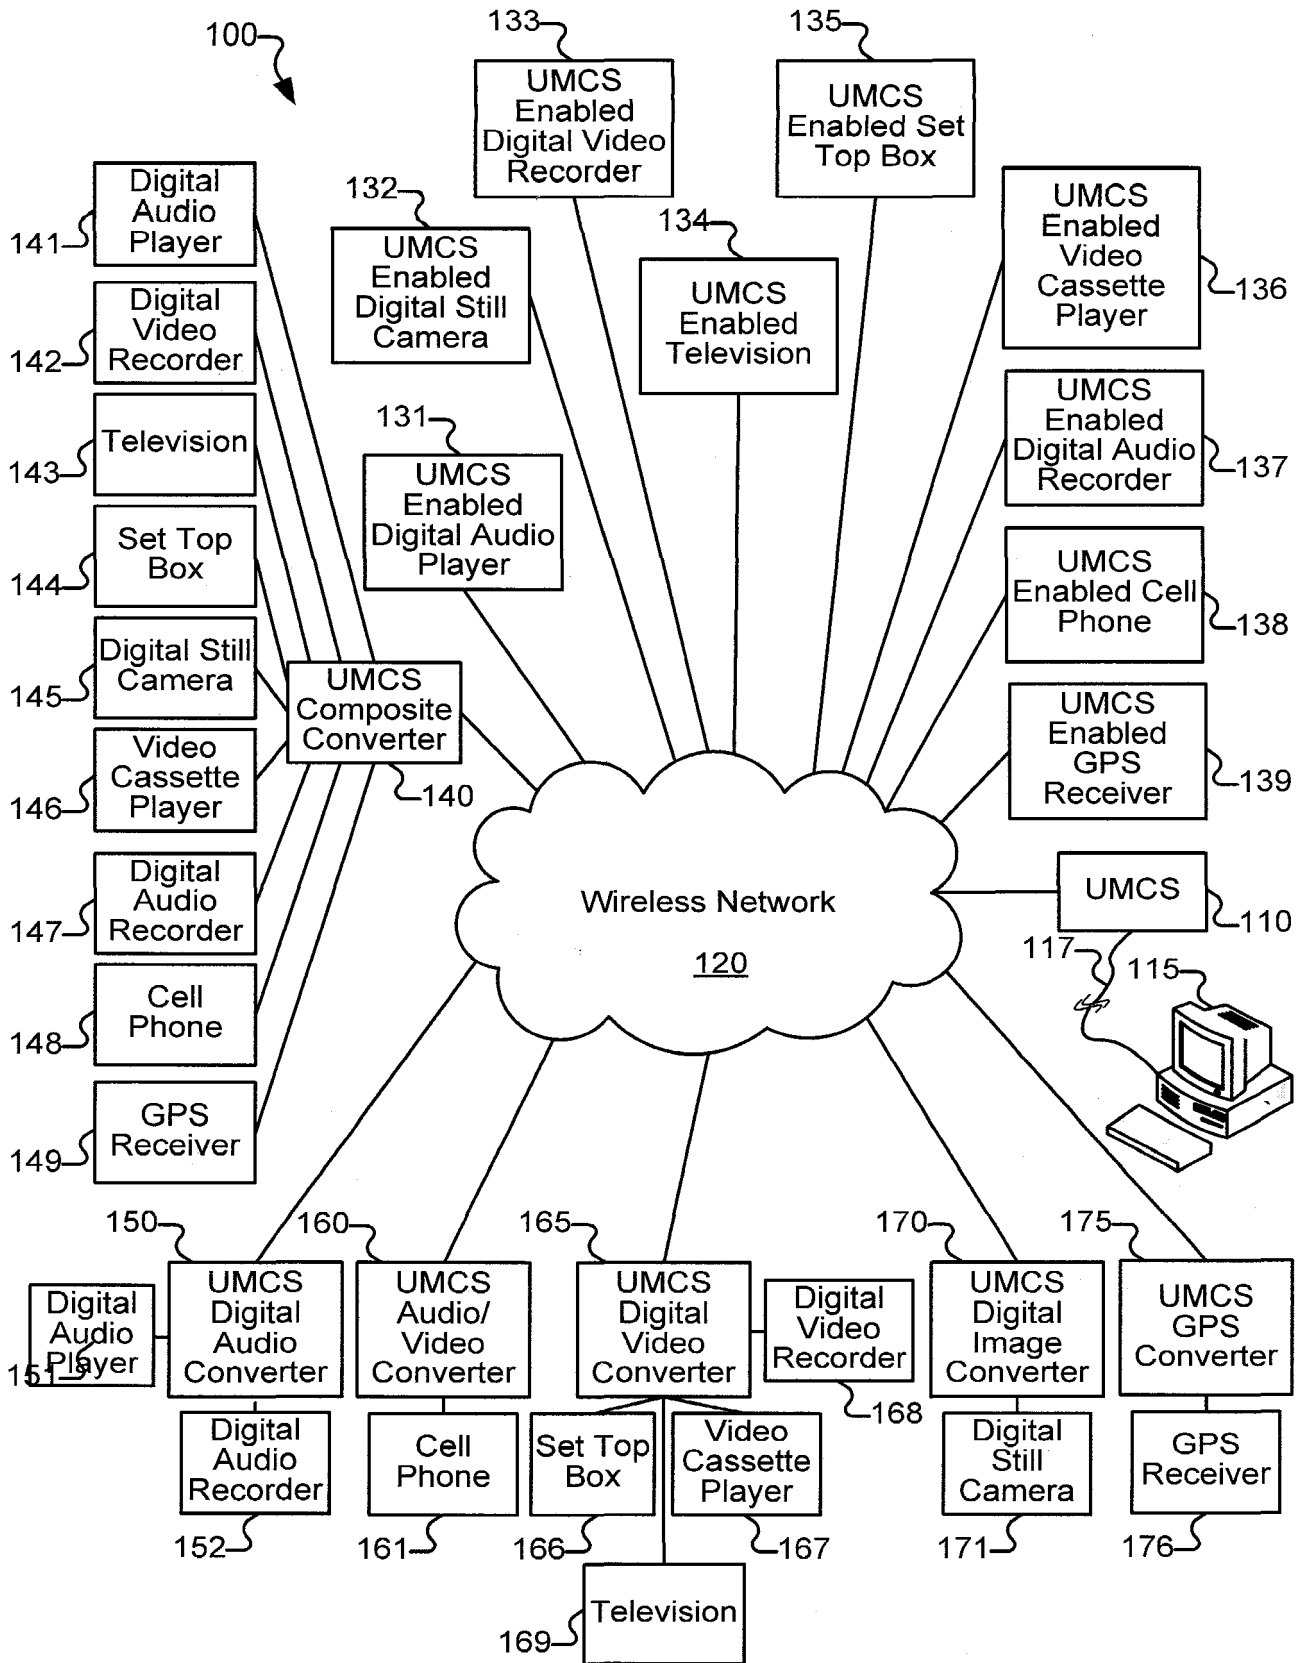 100
133
UMCS
Enabled
Digital Video
Recorder
135
UMCS
Enabled Set
Top Box
Digital
Audio
Player
141
132
UMCS
Enabled
Digital Still
Camera
134
UMCS
Enabled
Television
UMCS
Enabled
Video
Cassette
Player
136
Digital
Video
Recorder
142
131
UMCS
Enabled
Digital Audio
Player
UMCS
Enabled
Digital Audio
Recorder
137
Television
143
Set Top
Box
144
UMCS
Enabled Cell
Phone
138
Digital Still
Camera
145
UMCS
Composite
Converter
140
UMCS
Enabled
GPS
Receiver
139
Video
Cassette
Player
146
Digital
Audio
Recorder
147
Wireless Network
120
UMCS
110
117
115
Cell
Phone
148
GPS
Receiver
149
150
UMCS
Digital
Audio
Converter
Digital
Audio
Player
151
Digital
Audio
Recorder
152
160
UMCS
Audio/
Video
Converter
Cell
Phone
161
165
UMCS
Digital
Video
Converter
Digital
Video
Recorder
168
Set Top
Box
166
Video
Cassette
Player
167
Television
169
170
UMCS
Digital
Image
Converter
Digital
Still
Camera
171
175
UMCS
GPS
Converter
GPS
Receiver
176